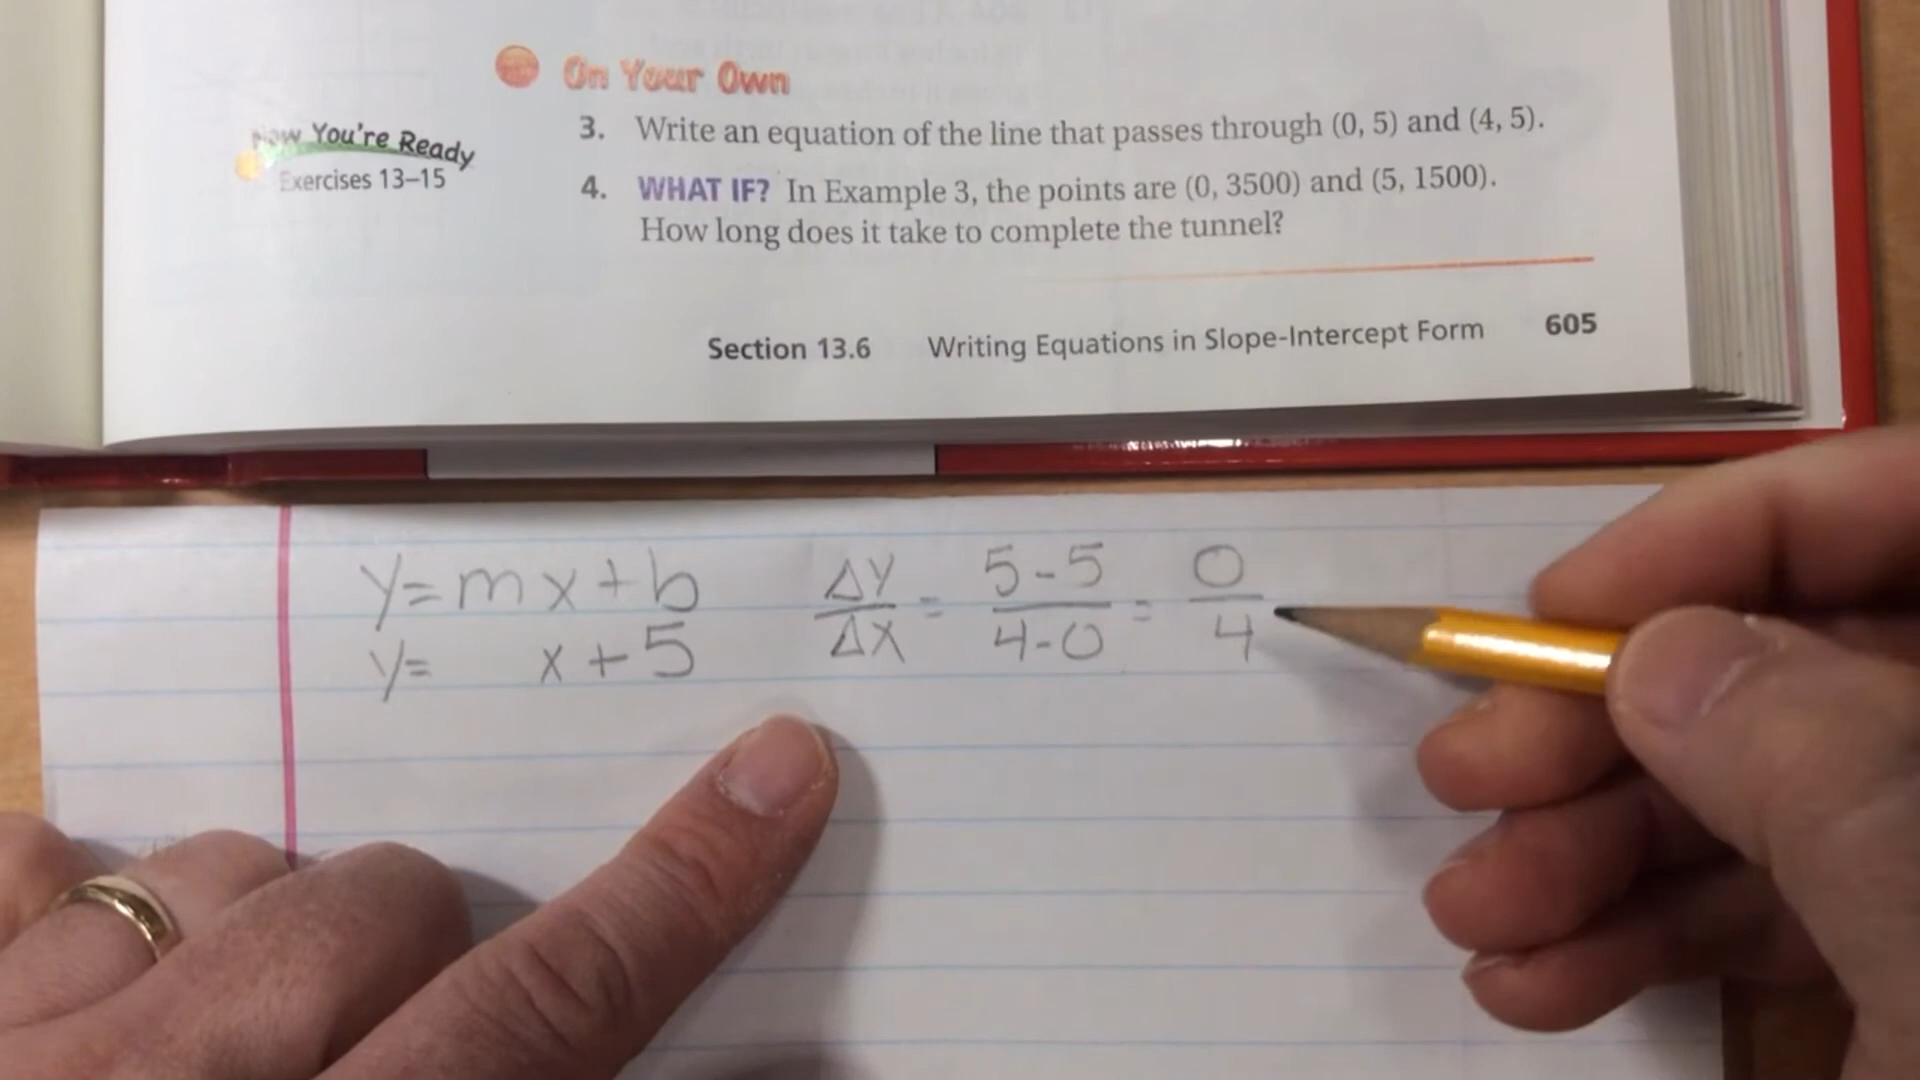 On Your Own
Now You're Ready
Exercises 13–15
3. Write an equation of the line that passes through (0, 5) and (4, 5).
4. WHAT IF? In Example 3, the points are (0, 3500) and (5, 1500).
How long does it take to complete the tunnel?
Section 13.6 Writing Equations in Slope-Intercept Form 605
y=mx+b ΔY/ΔX = 5-5/4-0 = 0/4
y= x+5